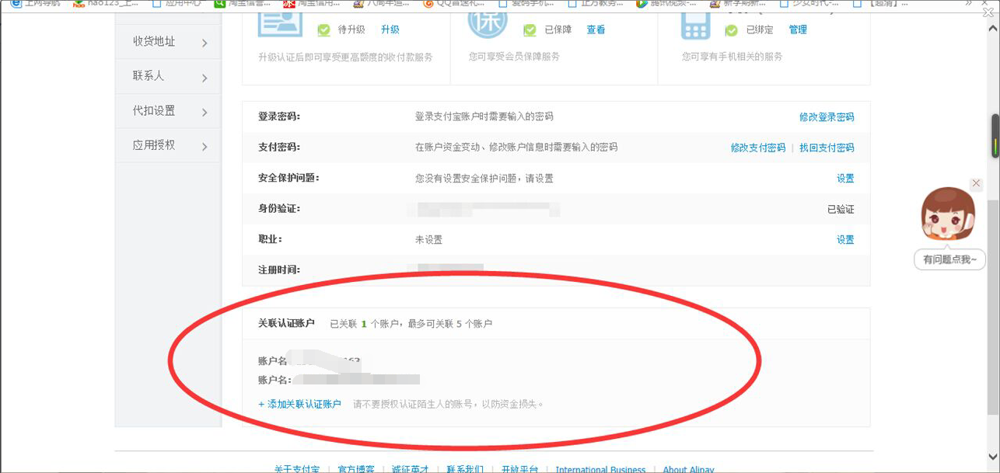 上网导航 hao123_上... 应用中心 淘宝信誉... 淘宝信用... 八周年追... QQ音速礼... 爱码手机... 正方教务... 腾讯视频-... 新学期新... 少女时代-... 【超清】... »
待升级 升级 已保障 查看 已绑定 管理
升级认证后即可享受更高额度的收付款服务 您可享受会员保障服务 您可享有手机相关的服务
保
收货地址
联系人
代扣设置
应用授权
登录密码: 登录支付宝账户时需要输入的密码 修改登录密码
支付密码: 在账户资金变动、修改账户信息时需要输入的密码 修改支付密码 | 找回支付密码
安全保护问题: 您没有设置安全保护问题，请设置 设置
身份验证: 已验证
职业: 未设置 设置
注册时间:
有问题点我~
关联认证账户 已关联 1 个账户，最多可关联 5 个账户
账户名
账户名:
+ 添加关联认证账户 请不要授权认证陌生人的账号，以防资金损失。
关于支付宝 | 官方博客 | 诚征英才 | 联系我们 | 开放平台 | International Business | About Alipay